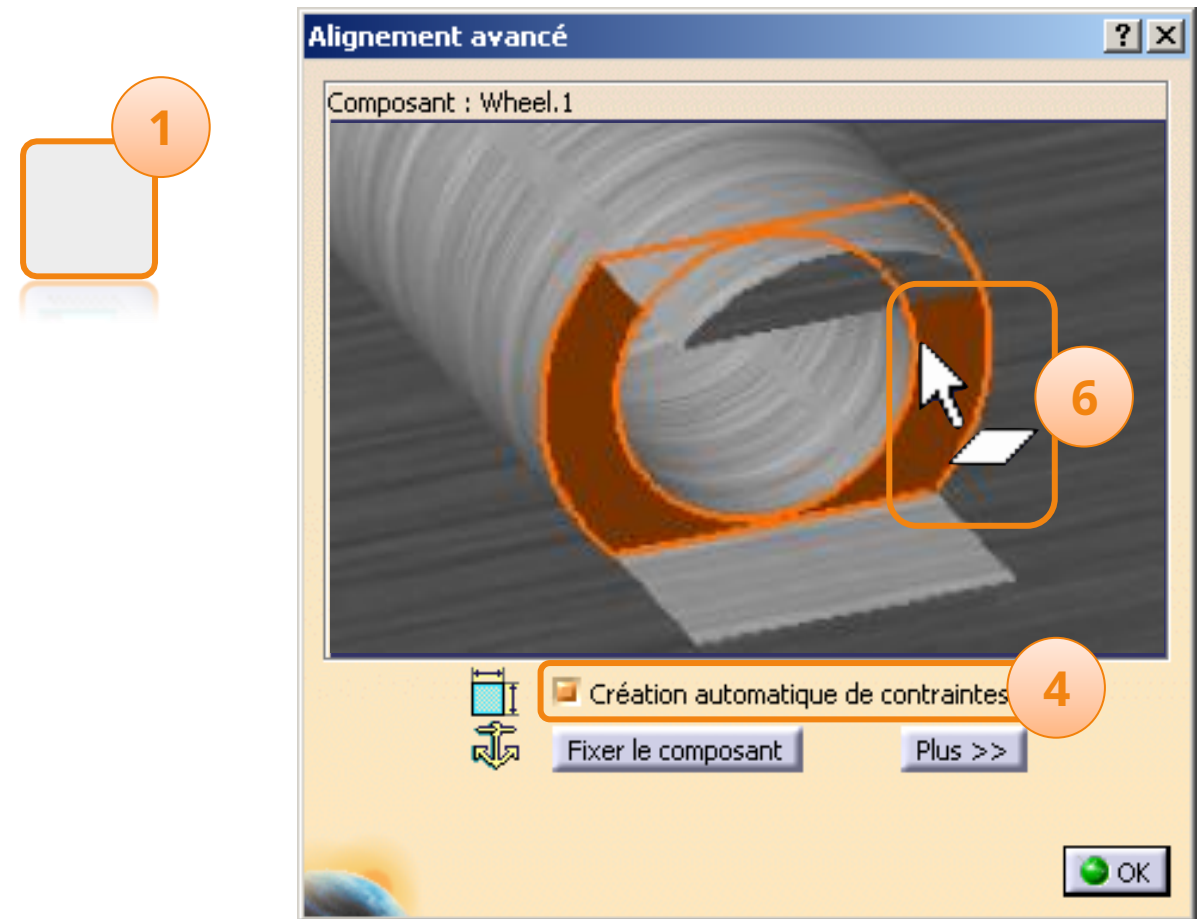 Alignement avancé
1
Composant : Wheel.1
6
Création automatique de contraintes
4
Fixer le composant
Plus >>
OK